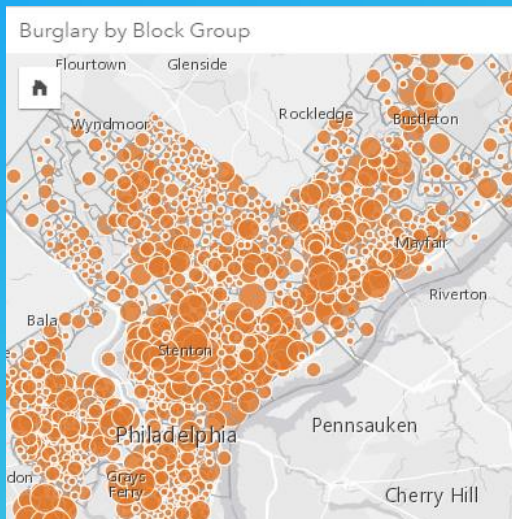 Burglary by Block Group
Flourtown
Glenside
Rockledge
Bustleton
Wyndmoor
Mayfair
Riverton
Bala
Stenton
Philadelphia
Pennsauken
Grays
Ferry
don
Cherry Hill